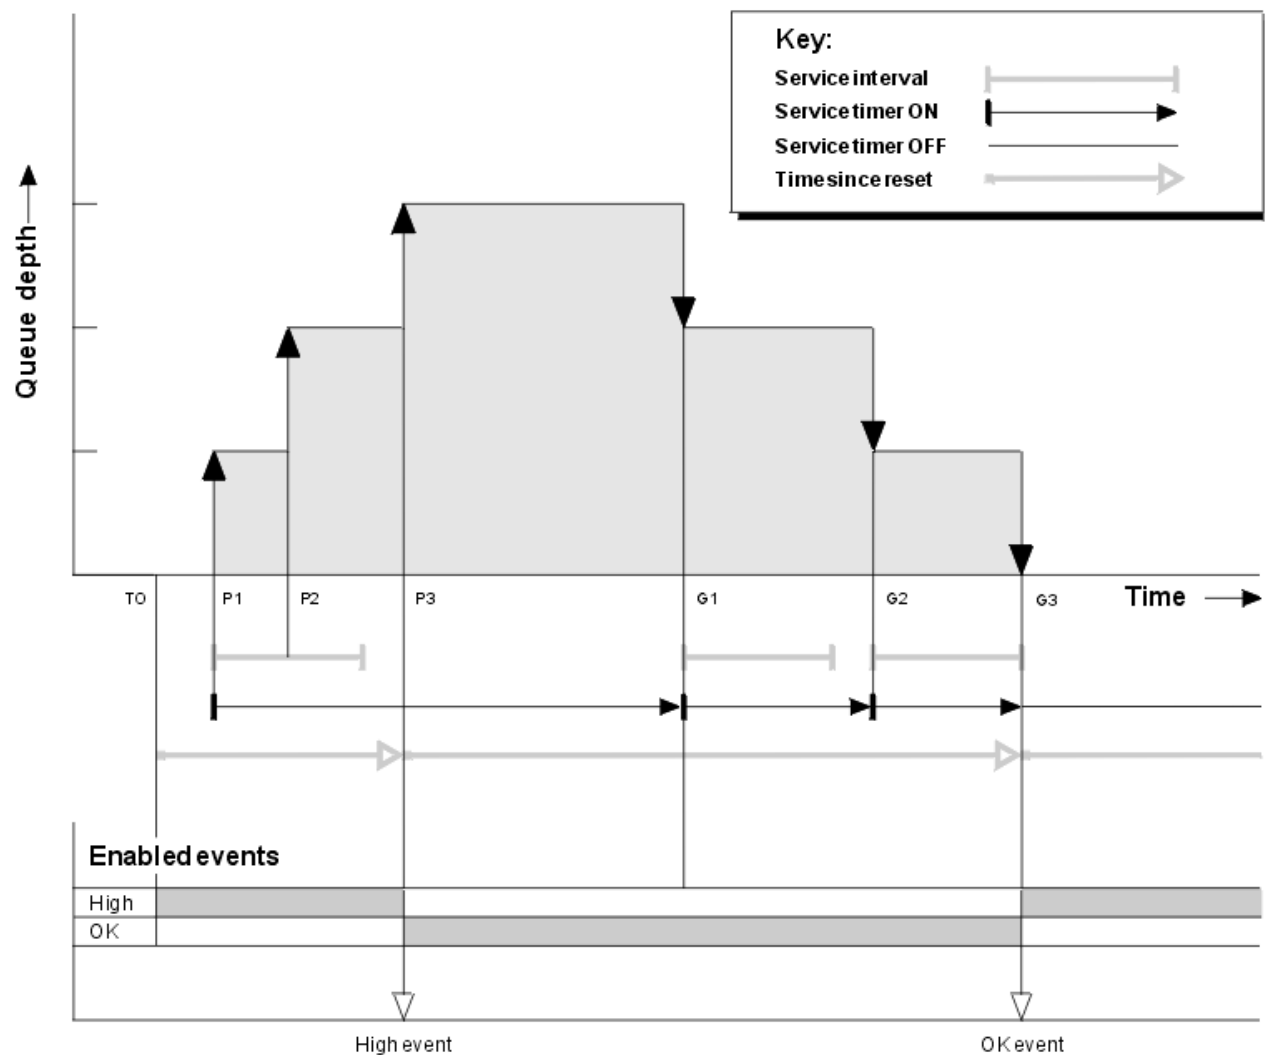 Key:
Service interval
Service timer ON
Service timer OFF
Time since reset
Queue depth
T0
P1
P2
P3
G1
G2
G3
Time
Enabled events
High
OK
High event
OK event